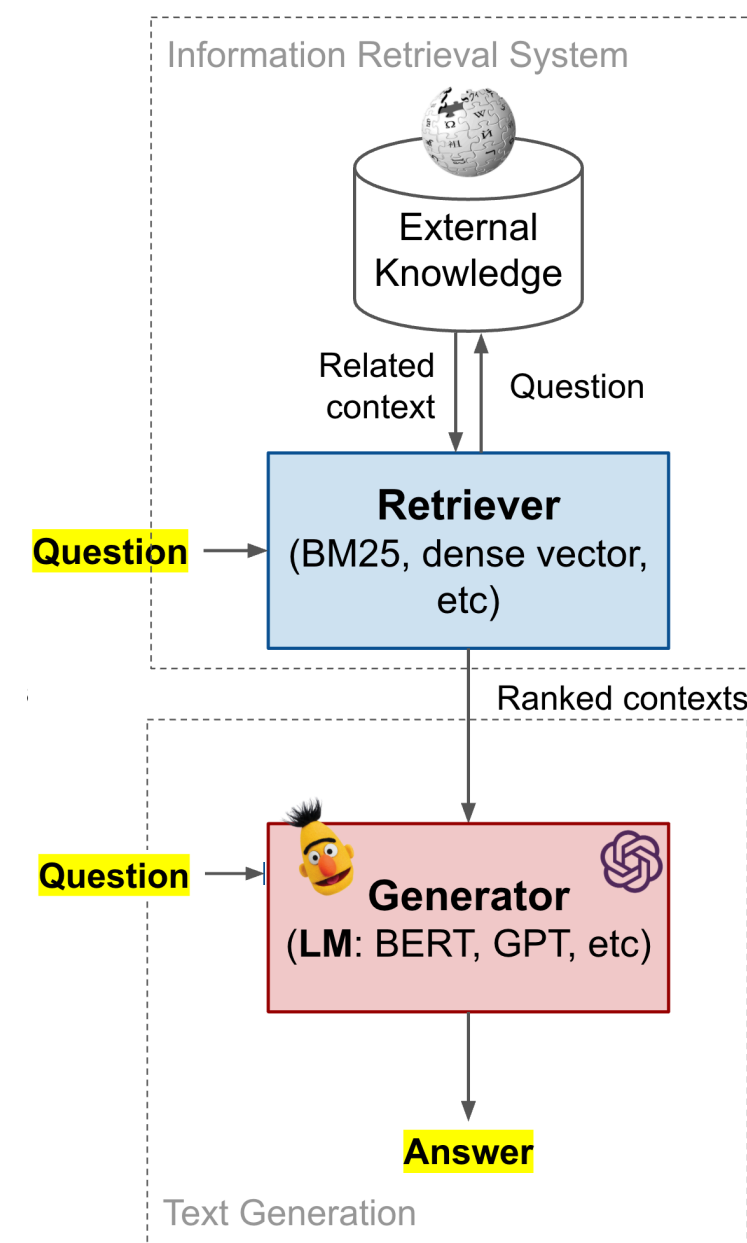 Information Retrieval System
External
Knowledge
Related
context
Question
Question
Retriever
(BM25, dense vector,
etc)
Ranked contexts
Question
Generator
(LM: BERT, GPT, etc)
Answer
Text Generation